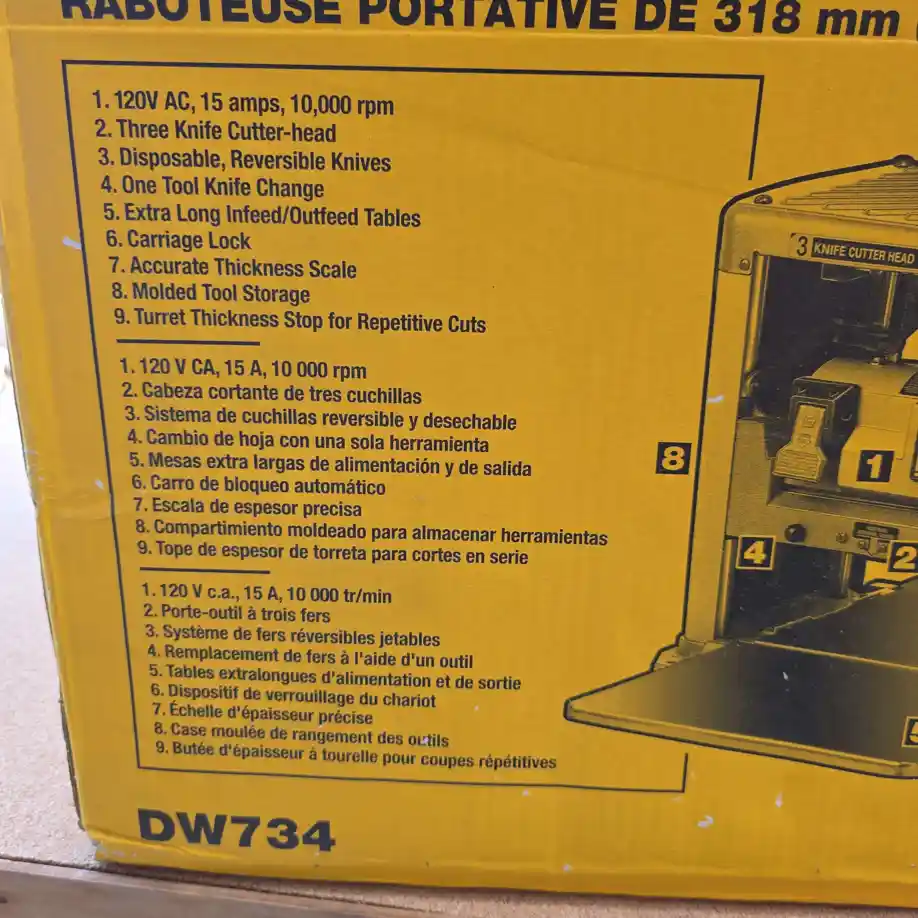 RABOTEUSE PORTATIVE DE 318 mm
1. 120V AC, 15 amps, 10,000 rpm
2. Three Knife Cutter-head
3. Disposable, Reversible Knives
4. One Tool Knife Change
5. Extra Long Infeed/Outfeed Tables
6. Carriage Lock
7. Accurate Thickness Scale
8. Molded Tool Storage
9. Turret Thickness Stop for Repetitive Cuts
1. 120 V CA, 15 A, 10 000 rpm
2. Cabeza cortante de tres cuchillas
3. Sistema de cuchillas reversible y desechable
4. Cambio de hoja con una sola herramienta
5. Mesas extra largas de alimentación y de salida
6. Carro de bloqueo automático
7. Escala de espesor precisa
8. Compartimiento moldeado para almacenar herramientas
9. Tope de espesor de torreta para cortes en serie
1. 120 V c.a., 15 A, 10 000 tr/min
2. Porte-outil à trois fers
3. Système de fers réversibles jetables
4. Remplacement de fers à l'aide d'un outil
5. Tables extralongues d'alimentation et de sortie
6. Dispositif de verrouillage du chariot
7. Échelle d'épaisseur précise
8. Case moulée de rangement des outils
9. Butée d'épaisseur à tourelle pour coupes répétitives
DW734
3 KNIFE CUTTER HEAD
8
1
4
2
5